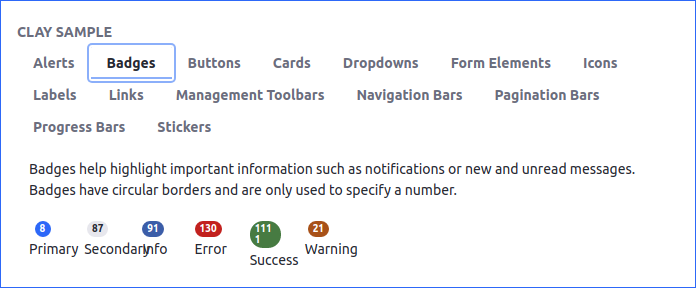 CLAY SAMPLE
Alerts Badges Buttons Cards Dropdowns Form Elements Icons
Labels Links Management Toolbars Navigation Bars Pagination Bars
Progress Bars Stickers
Badges help highlight important information such as notifications or new and unread messages.
Badges have circular borders and are only used to specify a number.
8 87 91 130 111
1 21
Primary Secondary Info Error Success Warning